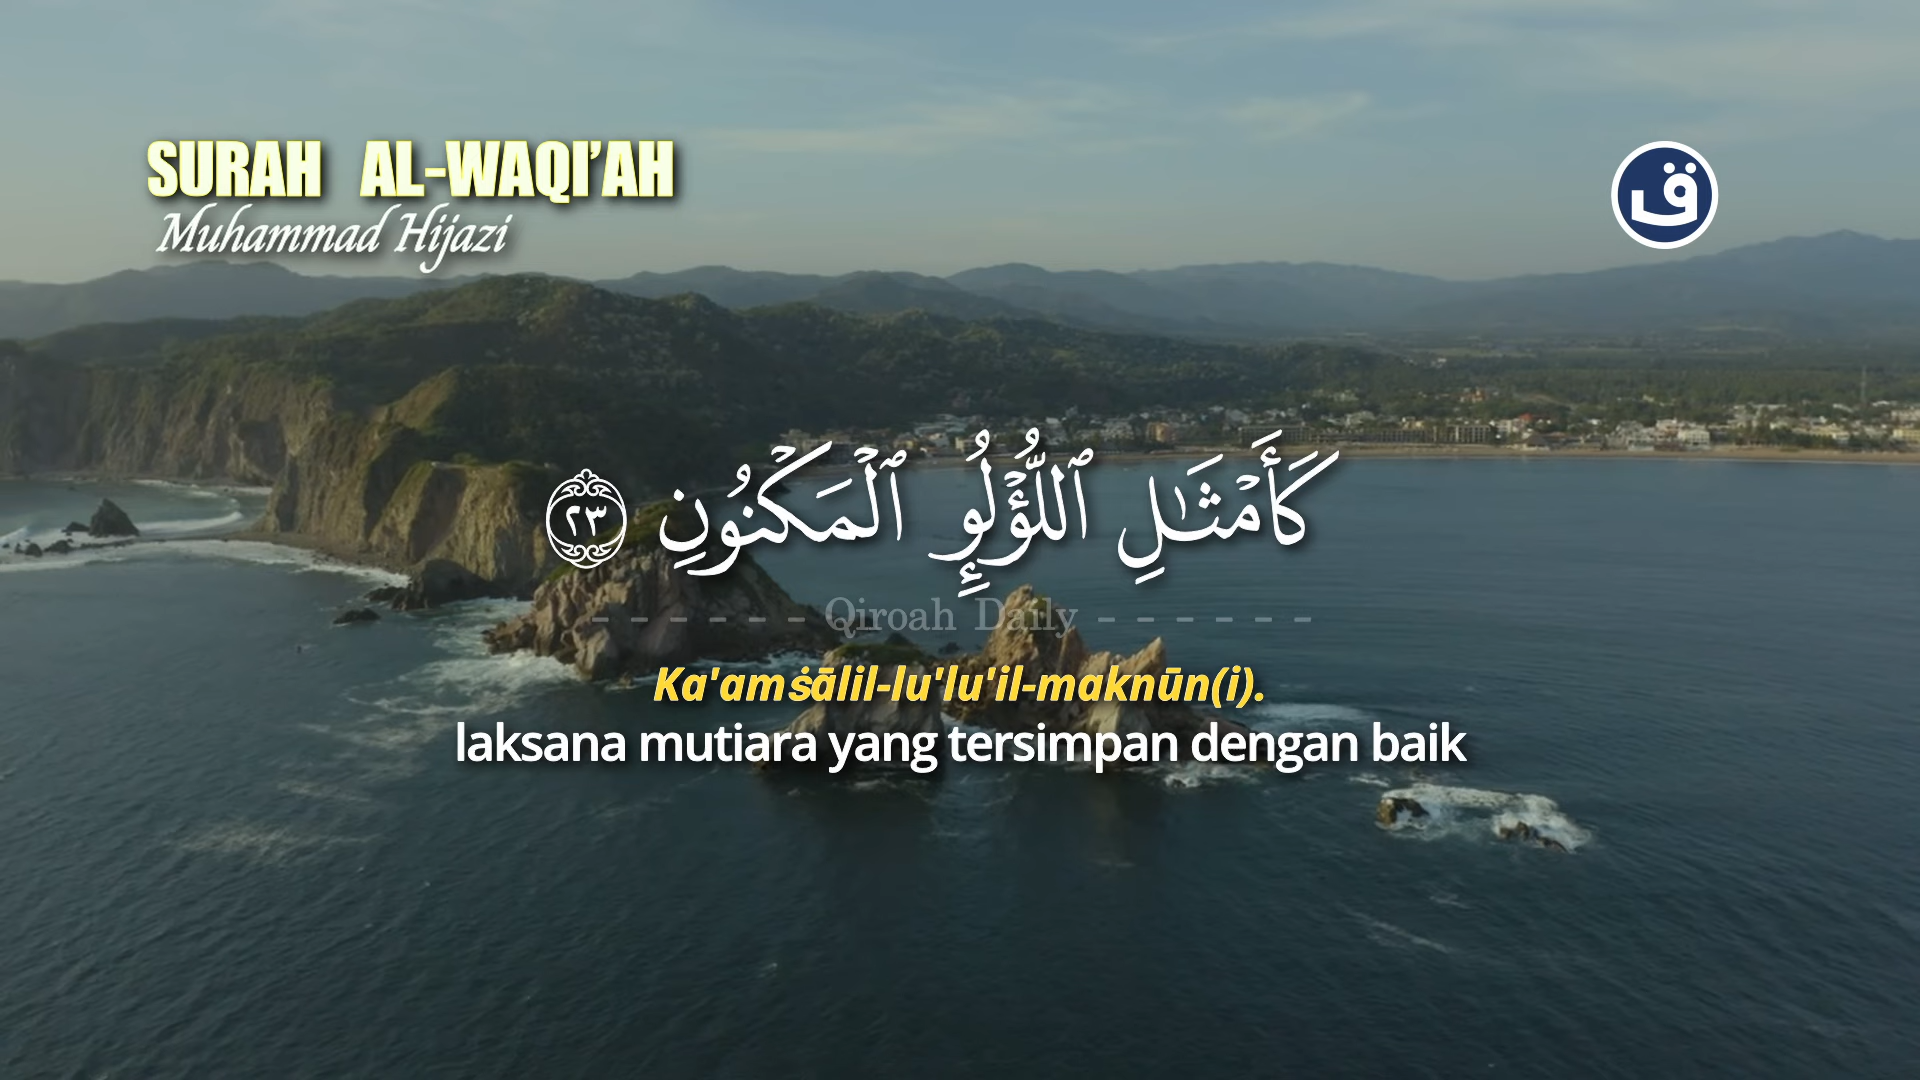 SURAH AL-WAQI’AH
Muhammad Hijazi
ق
كَأَمْثَـٰلِ ٱللُّؤْلُؤِ ٱلْمَكْنُونِ ٢٣
- - - - - - Qiroah Daily - - - - - -
Ka'amṡālil-lu'lu'il-maknūn(i).
laksana mutiara yang tersimpan dengan baik